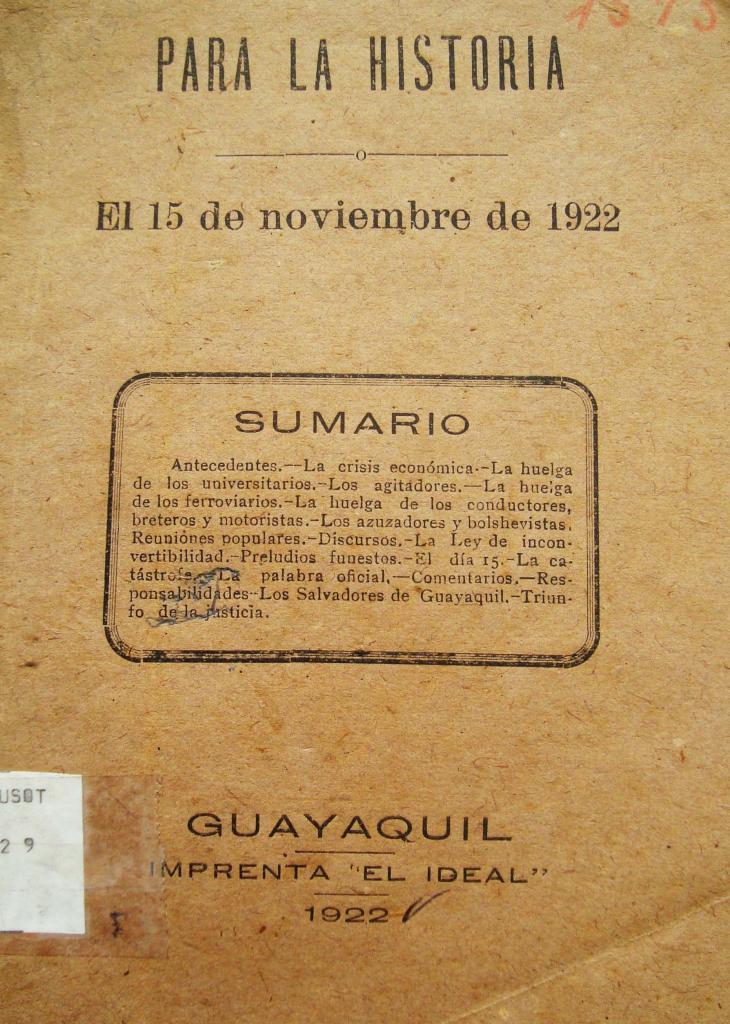 PARA LA HISTORIA
El 15 de noviembre de 1922
SUMARIO
Antecedentes.—La crisis económica.-La huelga
de los universitarios.-Los agitadores.—La huelga
de los ferroviarios.-La huelga de los conductores,
breteros y motoristas.-Los azuzadores y bolshevistas.
Reuniónes populares.-Discursos.-La Ley de incon-
vertibilidad.-Preludios funestos.-El día 15.-La ca-
tástrofe.-La palabra oficial.—Comentarios.—Res-
ponsabilidades--Los Salvadores de Guayaquil.-Triun-
fo de la justicia.
USOT
29
GUAYAQUIL
IMPRENTA "EL IDEAL"
1922